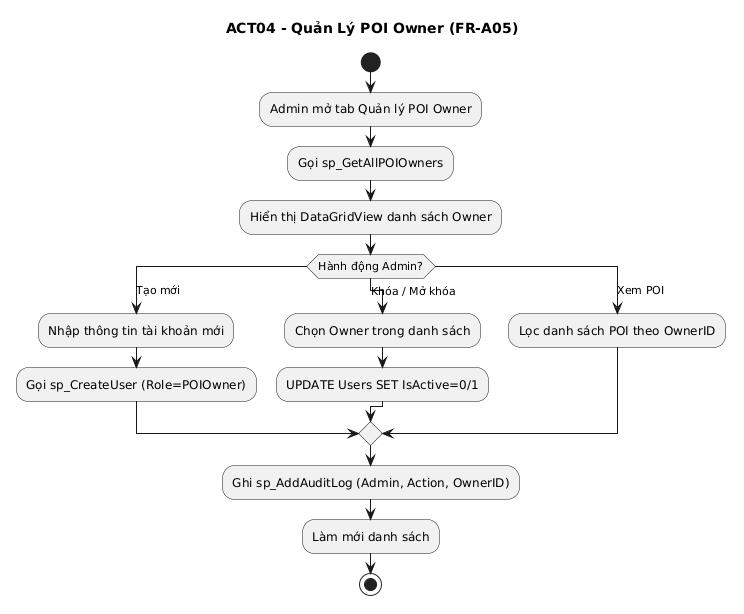 ACT04 - Quản Lý POI Owner (FR-A05)
Admin mở tab Quản lý POI Owner
Gọi sp_GetAllPOIOwners
Hiển thị DataGridView danh sách Owner
Hành động Admin?
Tạo mới
Khóa / Mở khóa
Xem POI
Nhập thông tin tài khoản mới
Chọn Owner trong danh sách
Lọc danh sách POI theo OwnerID
Gọi sp_CreateUser (Role=POIOwner)
UPDATE Users SET IsActive=0/1
Ghi sp_AddAuditLog (Admin, Action, OwnerID)
Làm mới danh sách